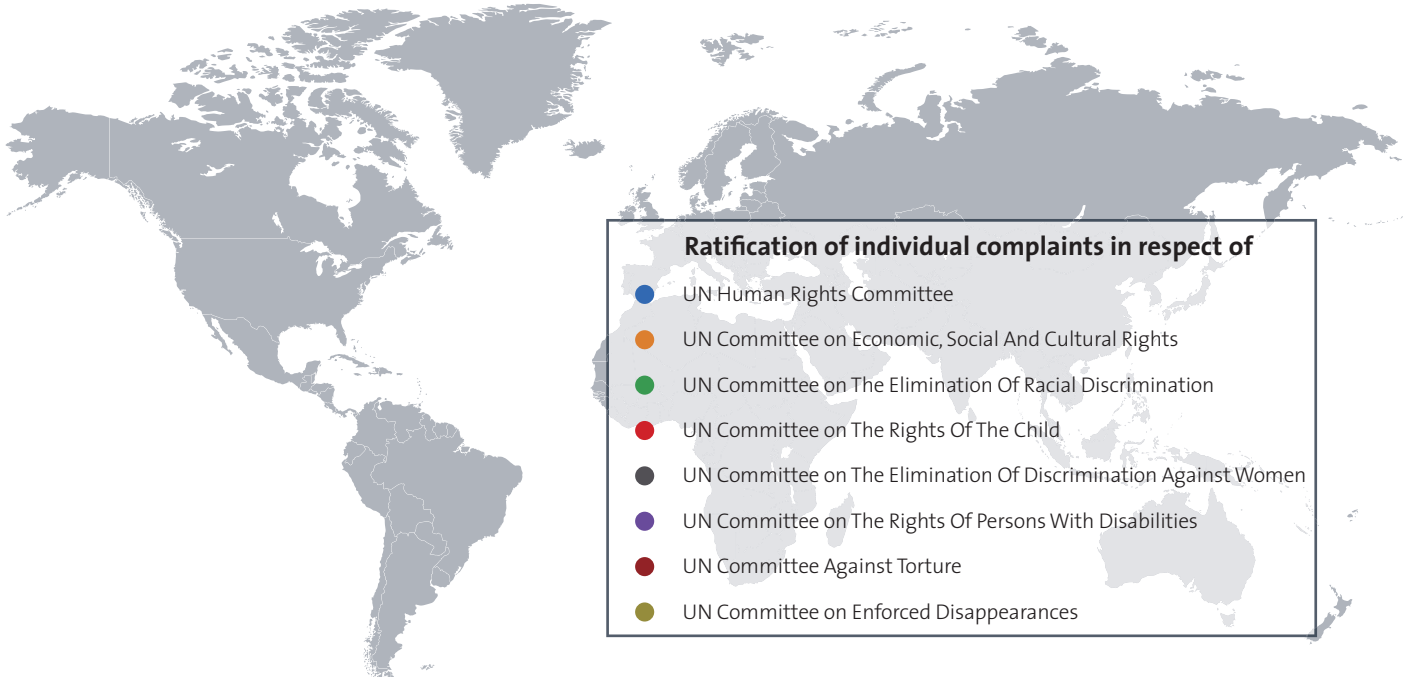 Ratification of individual complaints in respect of
UN Human Rights Committee
UN Committee on Economic, Social And Cultural Rights
UN Committee on The Elimination Of Racial Discrimination
UN Committee on The Rights Of The Child
UN Committee on The Elimination Of Discrimination Against Women
UN Committee on The Rights Of Persons With Disabilities
UN Committee Against Torture
UN Committee on Enforced Disappearances